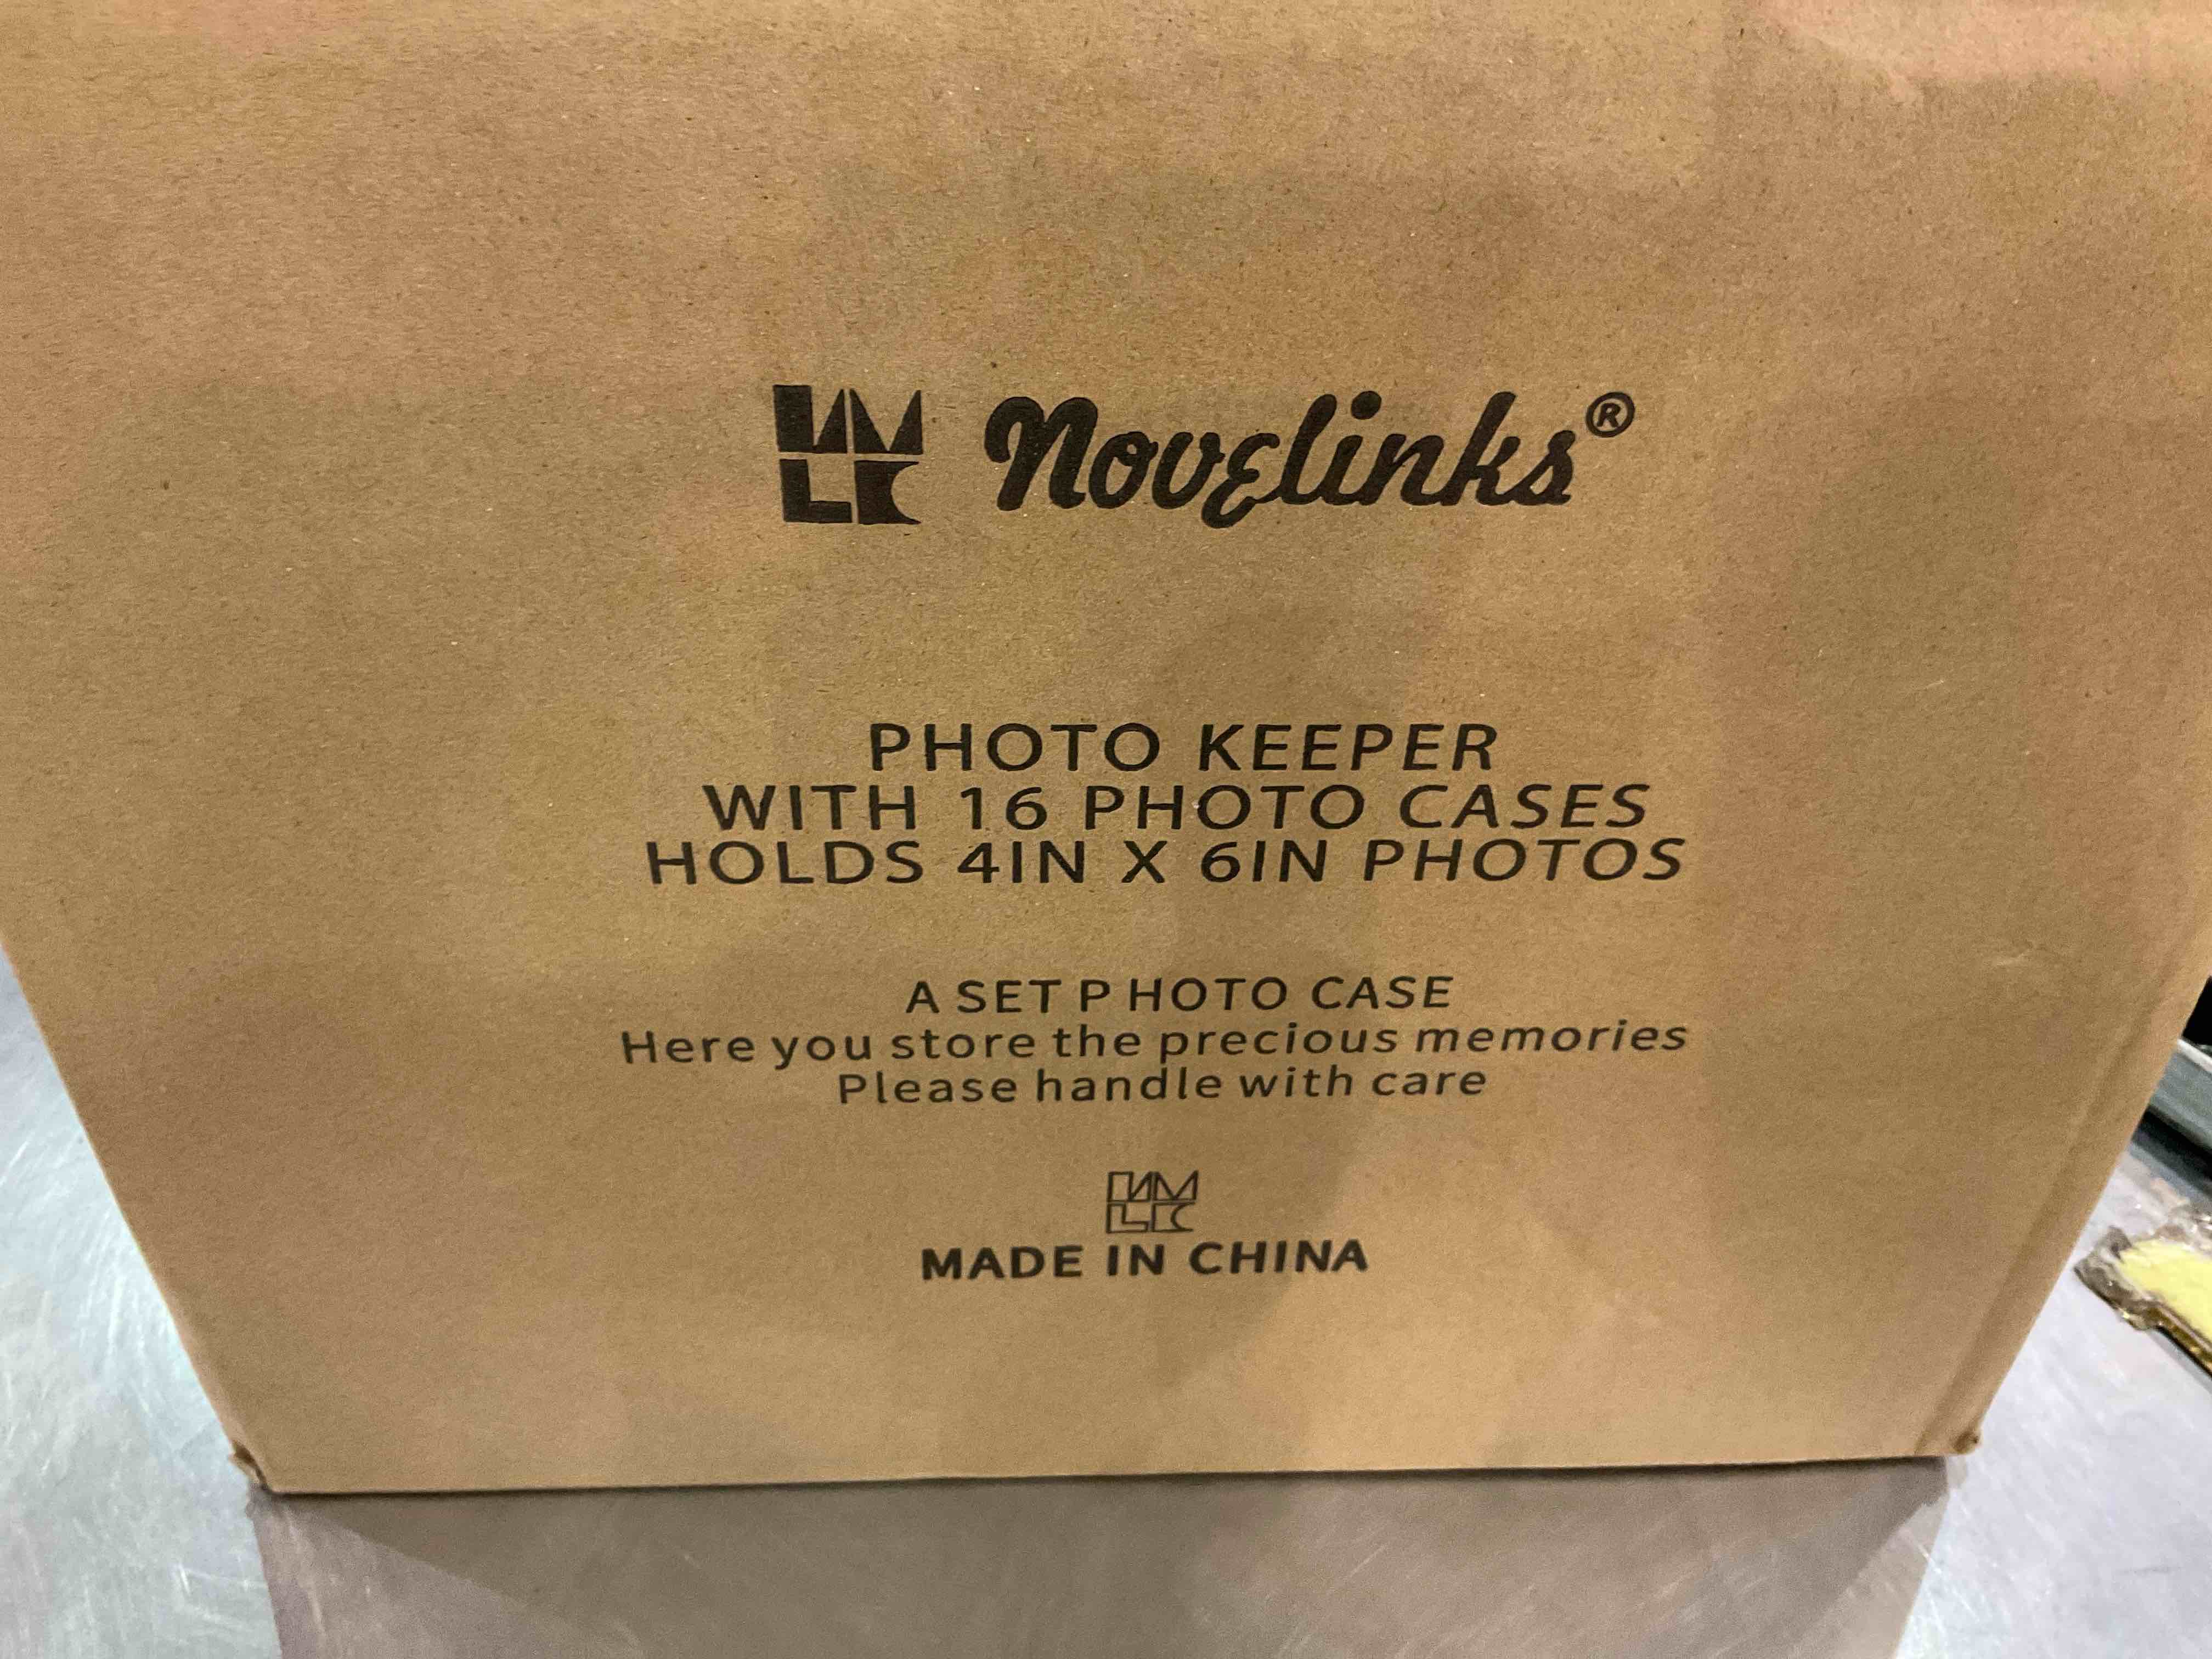 Novelinks®
PHOTO KEEPER
WITH 16 PHOTO CASES
HOLDS 4IN X 6IN PHOTOS
A SET P HOTO CASE
Here you store the precious memories
Please handle with care
MADE IN CHINA